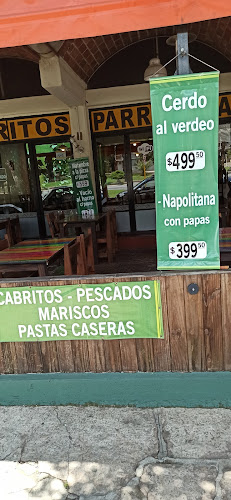 RITOS
PARR
Cerdo
al verdeo
$499.50
-Napolitana
con papas
$399.50
CABRITOS - PESCADOS
MARISCOS
PASTAS CASERAS